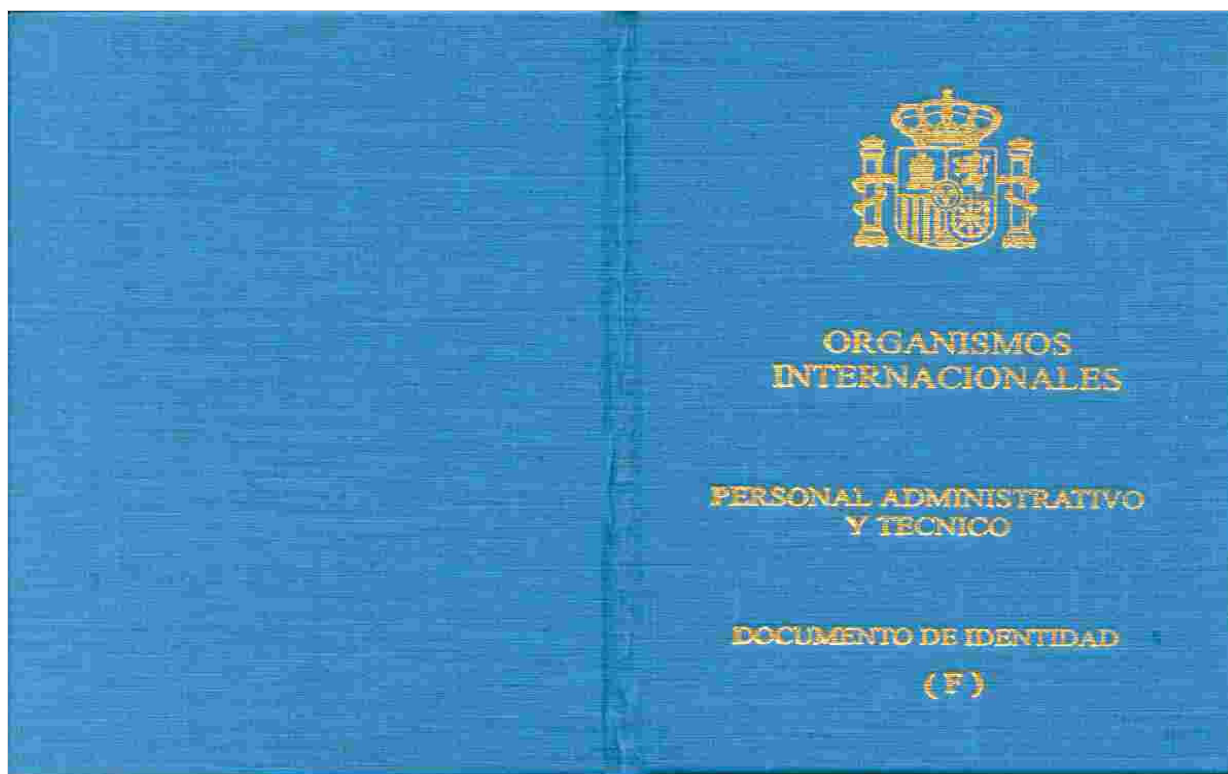 ORGANISMOS
INTERNACIONALES
PERSONAL ADMINISTRATIVO
Y TECNICO
DOCUMENTO DE IDENTIDAD
(F)